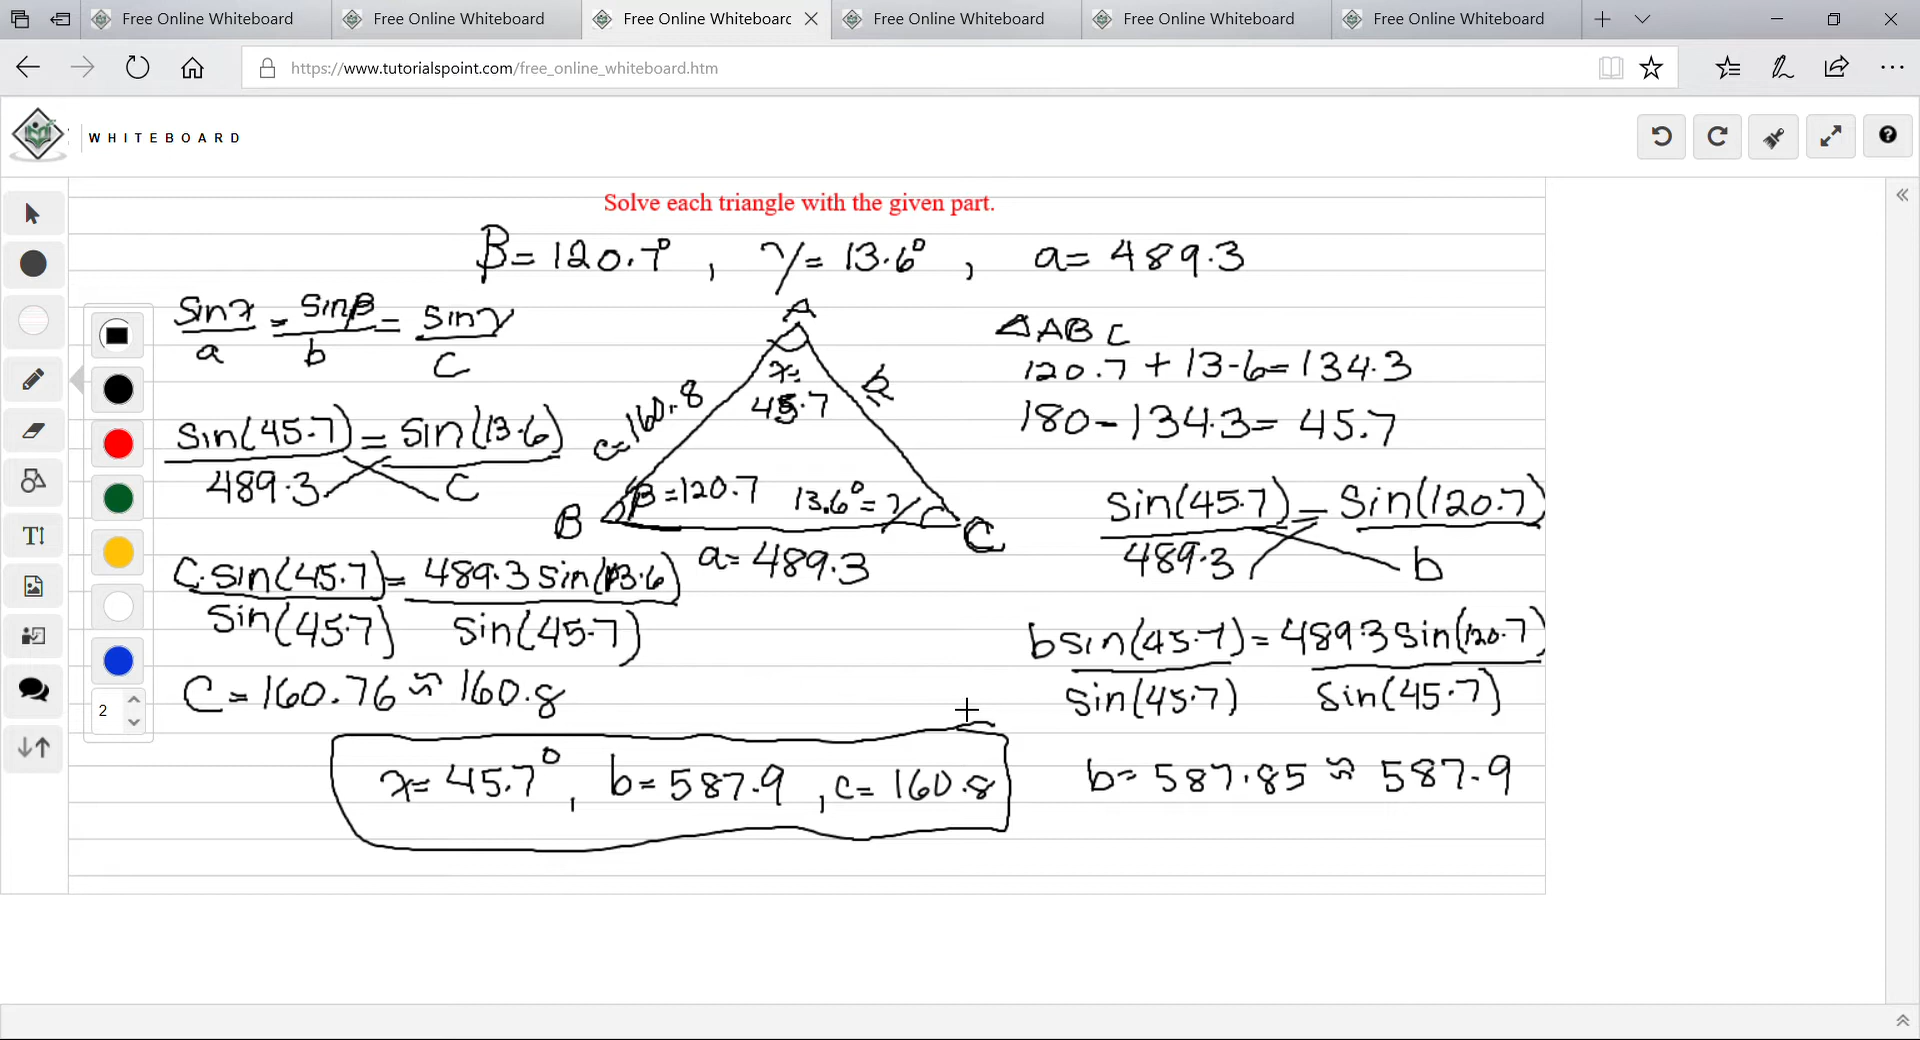 Free Online Whiteboard
Free Online Whiteboard
Free Online Whiteboarc
Free Online Whiteboard
Free Online Whiteboard
Free Online Whiteboard
https://www.tutorialspoint.com/free_online_whiteboard.htm
WHITEBOARD
Solve each triangle with the given part.
β = 120.7°, γ = 13.6°, a = 489.3
sin α/a = sin β/b = sin γ/c
sin(45.7)/489.3 = sin(13.6)/c
c·sin(45.7)/sin(45.7) = 489.3 sin(13.6)/sin(45.7)
C = 160.76 ≈ 160.8
A
α=
45.7
c=160.8
b
β=120.7
13.6°=γ
B
C
a=489.3
△ABC
120.7 + 13.6 = 134.3
180 - 134.3 = 45.7
sin(45.7)/489.3 = sin(120.7)/b
b sin(45.7)/sin(45.7) = 489.3 sin(120.7)/sin(45.7)
b = 587.85 ≈ 587.9
α = 45.7°, b = 587.9, c = 160.8
2